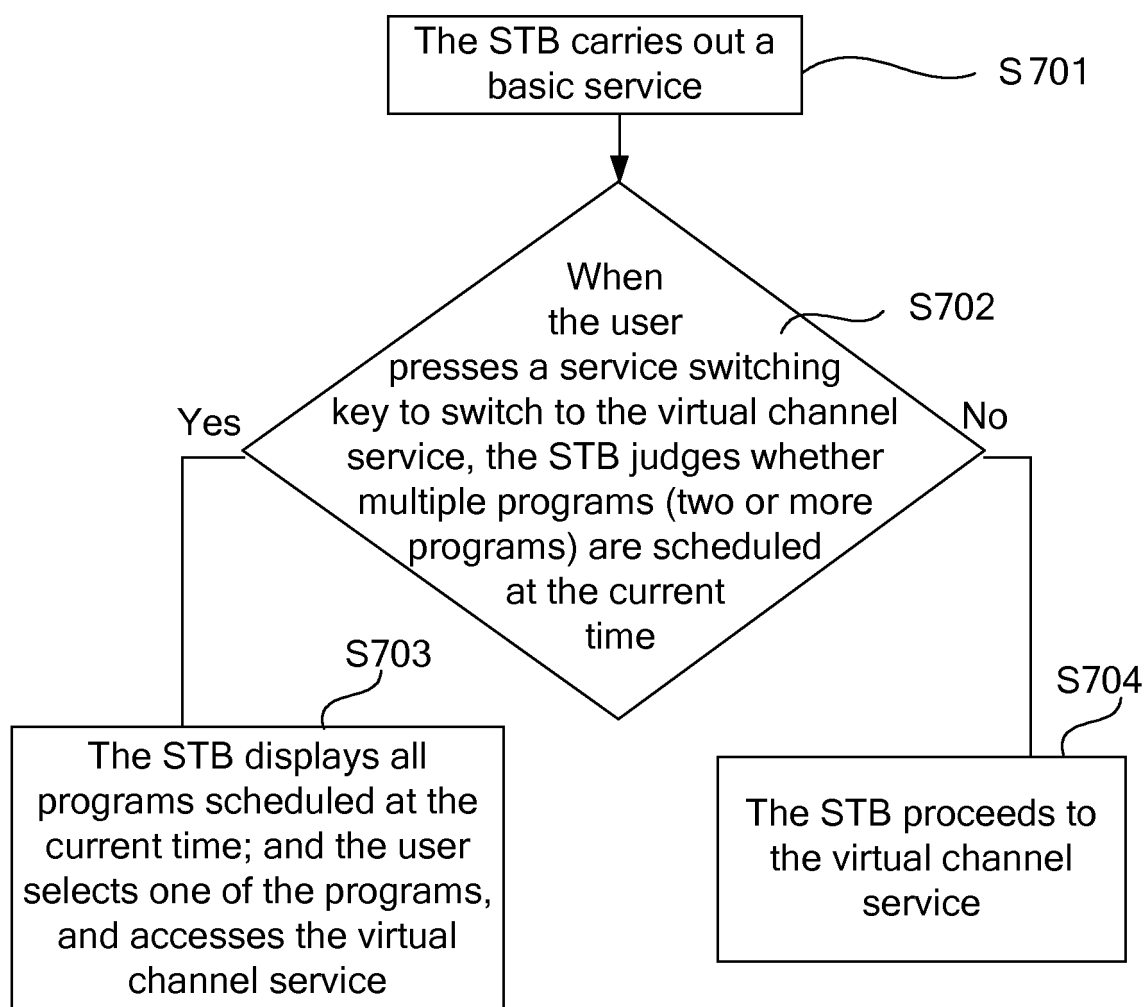 The STB carries out a
basic service
S701
When
the user
presses a service switching
key to switch to the virtual channel
service, the STB judges whether
multiple programs (two or more
programs) are scheduled
at the current
time
S702
Yes
No
S703
The STB displays all
programs scheduled at the
current time; and the user
selects one of the programs,
and accesses the virtual
channel service
S704
The STB proceeds to
the virtual channel
service